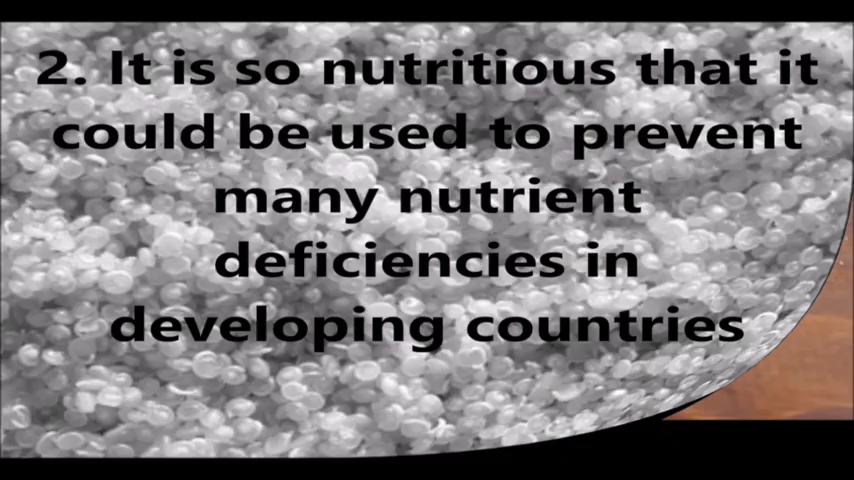 2. It is so nutritious that it
could be used to prevent
many nutrient
deficiencies in
developing countries